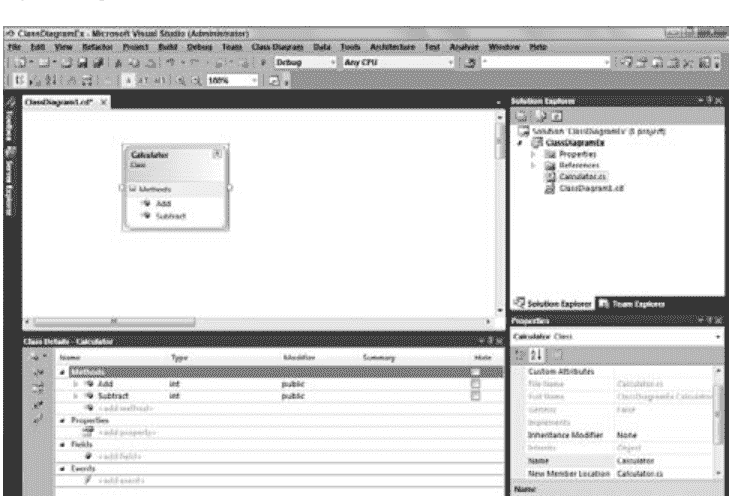 ClassDiagramEx - Microsoft Visual Studio (Administrator)
File Edit View Refactor Project Build Debug Team Class Diagram Data Tools Architecture Test Analyze Window Help
Debug Any CPU
100%
ClassDiagram1.cd* ×
Toolbox
Server Explorer
Calculator
Class
Methods
Add
Subtract
Solution Explorer
Solution 'ClassDiagramEx' (1 project)
ClassDiagramEx
Properties
References
Calculator.cs
ClassDiagram1.cd
Solution Explorer Team Explorer
Class Details - Calculator
Name Type Modifier Summary Hide
Methods
Add int public
Subtract int public
<add method>
Properties
<add property>
Fields
<add field>
Events
<add event>
Properties
Calculator Class
Custom Attributes
File Name Calculator.cs
Full Name ClassDiagramEx.Calculator
Generic False
Implements
Inheritance Modifier None
Inherits Object
Name Calculator
New Member Location Calculator.cs
Name